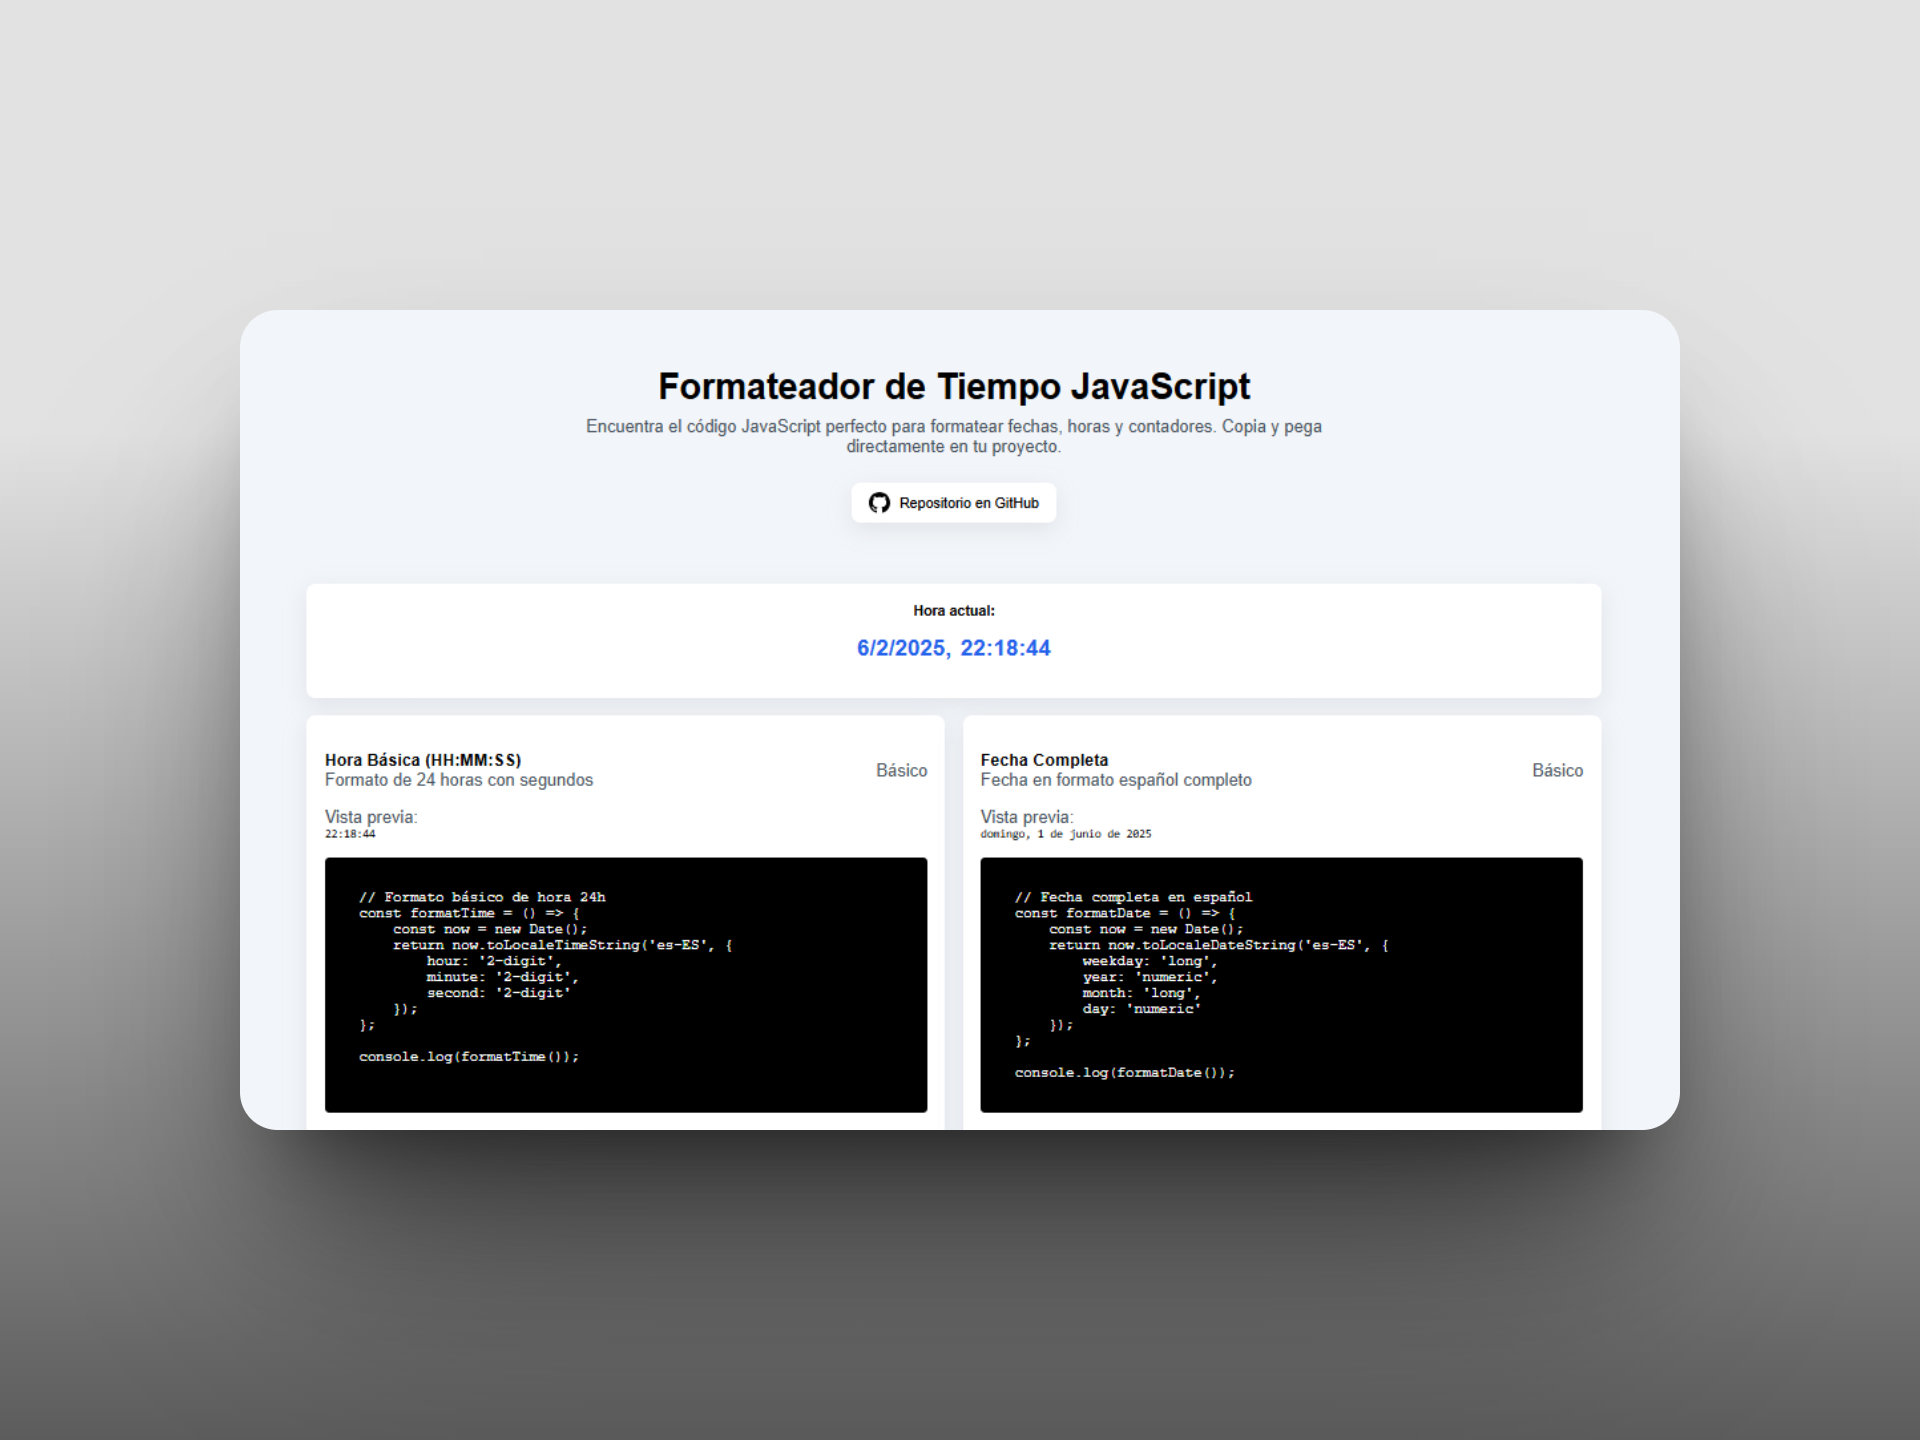 Formateador de Tiempo JavaScript
Encuentra el código JavaScript perfecto para formatear fechas, horas y contadores. Copia y pega
directamente en tu proyecto.
Repositorio en GitHub
Hora actual:
6/2/2025, 22:18:44
Hora Básica (HH:MM:SS)
Formato de 24 horas con segundos
Básico
Vista previa:
22:18:44
// Formato básico de hora 24h
const formatTime = () => {
    const now = new Date();
    return now.toLocaleTimeString('es-ES', {
        hour: '2-digit',
        minute: '2-digit',
        second: '2-digit'
    });
};
console.log(formatTime());
Fecha Completa
Fecha en formato español completo
Básico
Vista previa:
domingo, 1 de junio de 2025
// Fecha completa en español
const formatDate = () => {
    const now = new Date();
    return now.toLocaleDateString('es-ES', {
        weekday: 'long',
        year: 'numeric',
        month: 'long',
        day: 'numeric'
    });
};
console.log(formatDate());